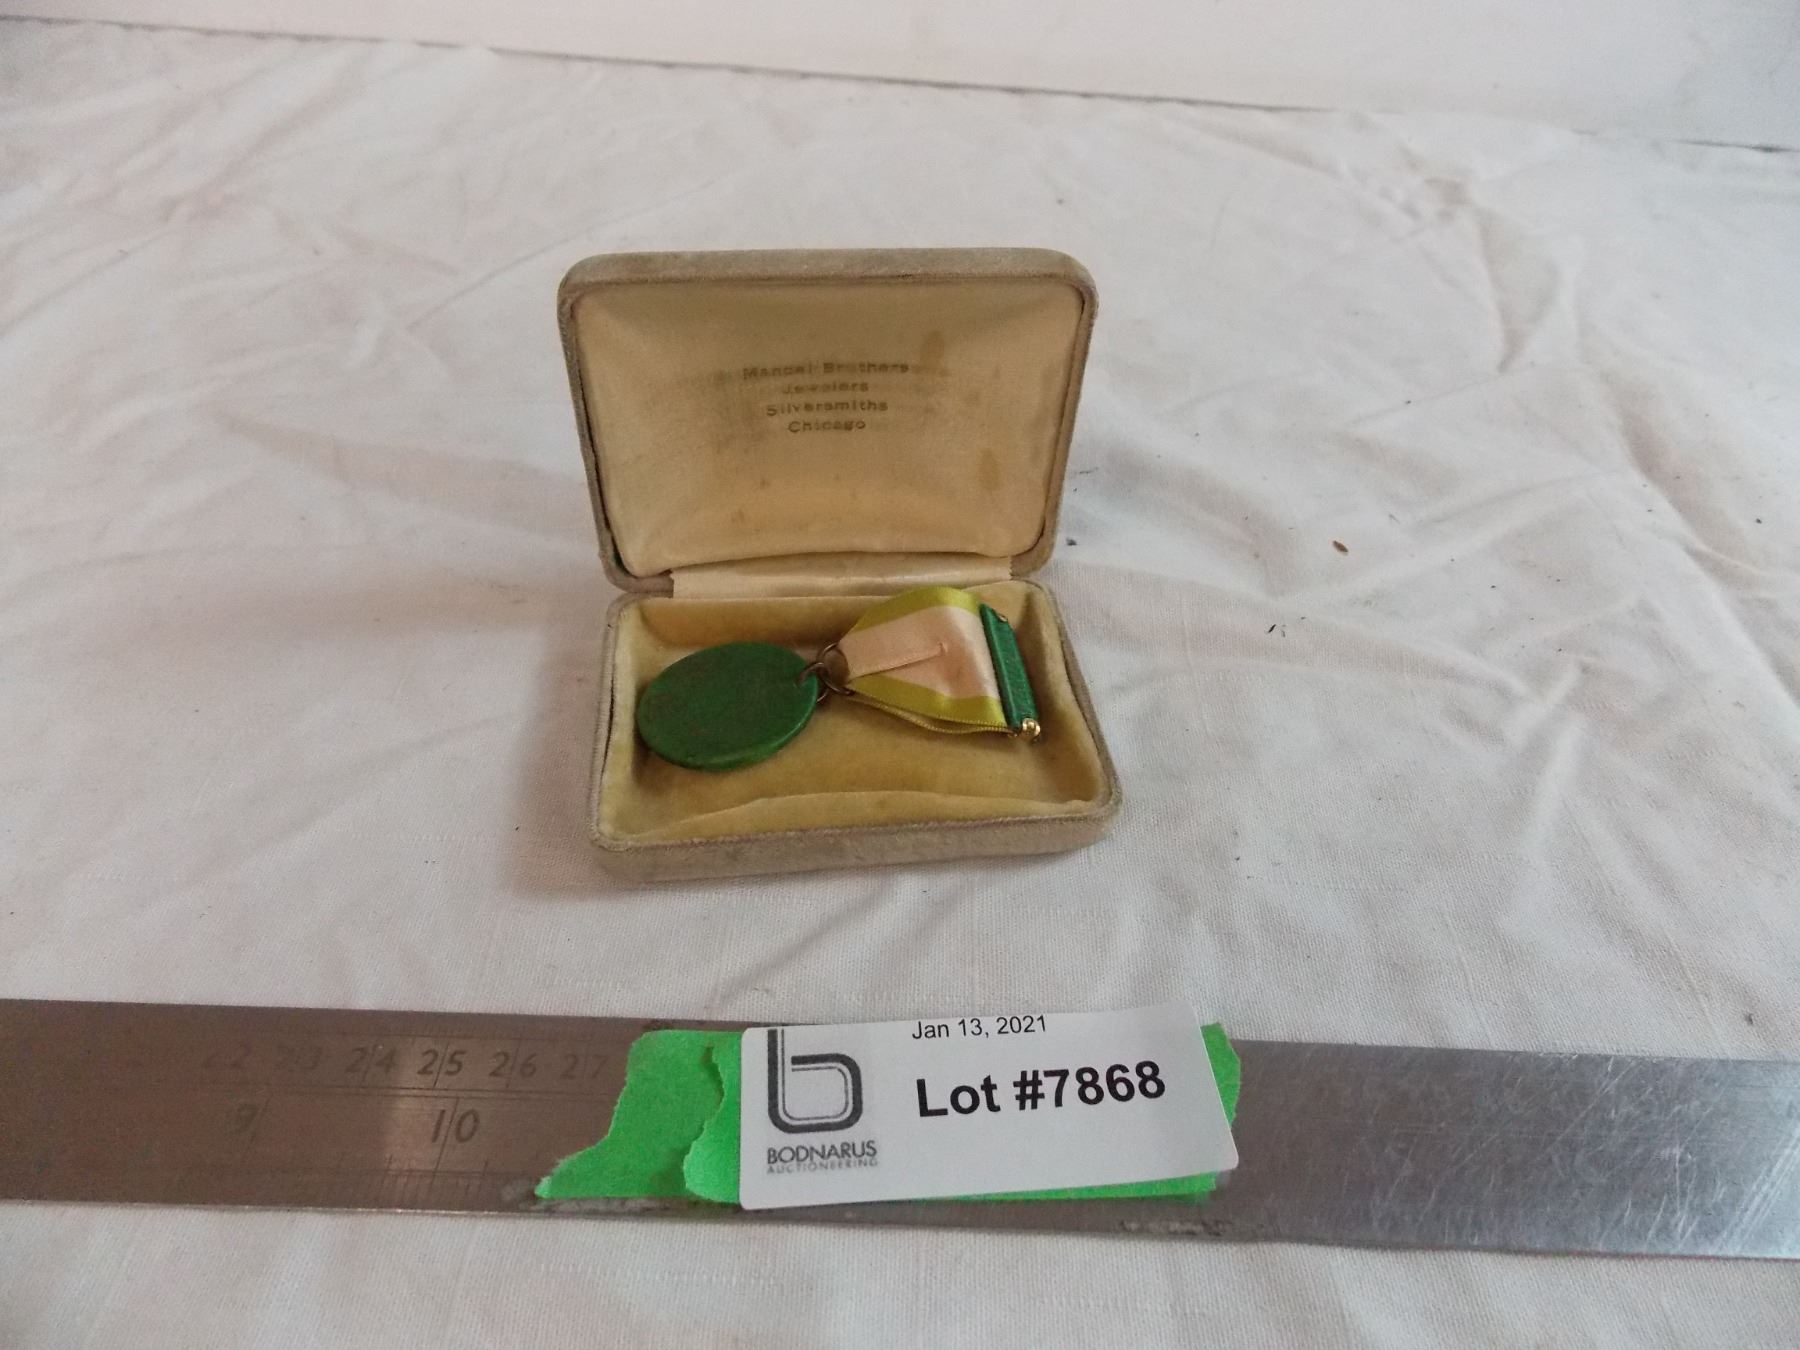 Mandel Brothers
Jewelers
Silversmiths
Chicago
22 23 24 25 26 27
9 10
Jan 13, 2021
Lot #7868
b
BODNARUS
AUCTIONEERING